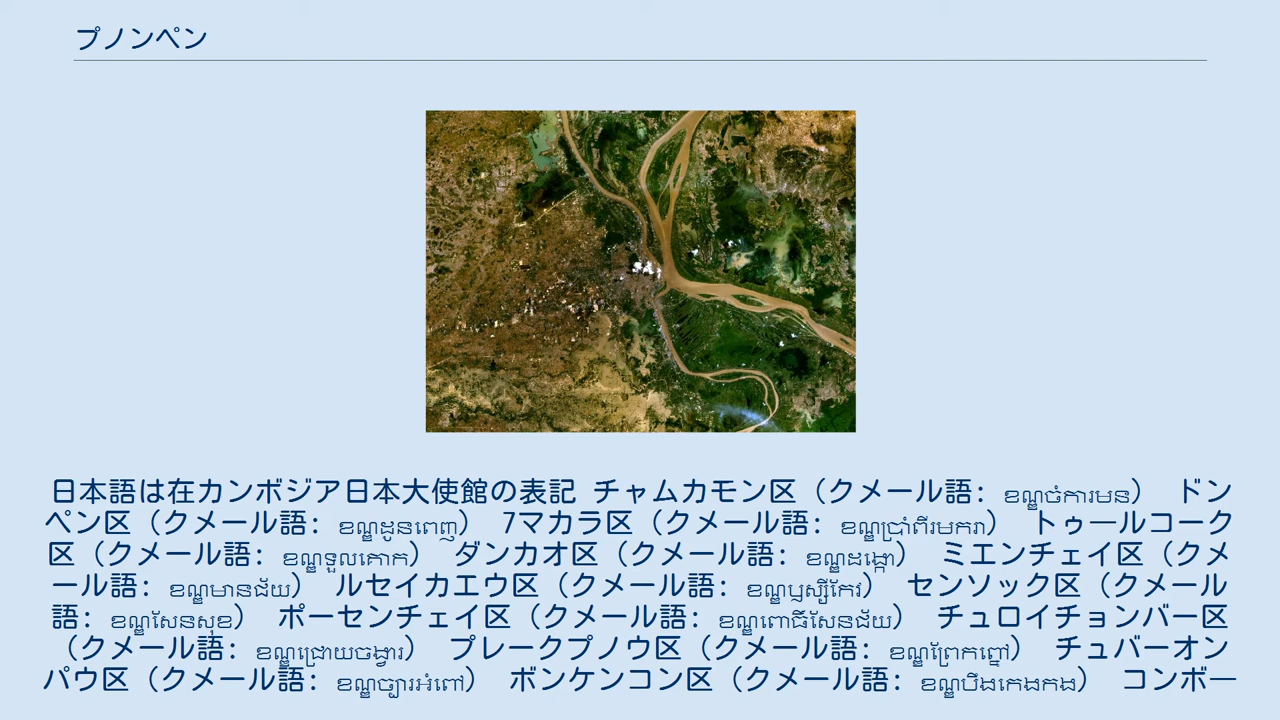 プノンペン
日本語は在カンボジア日本大使館の表記 チャムカモン区（クメール語: ខណ្ឌចំការមន） ドン
ペン区（クメール語: ខណ្ឌដូនពេញ） 7マカラ区（クメール語: ខណ្ឌប្រាំពីរមករា） トゥールコーク
区（クメール語: ខណ្ឌទួលគោក） ダンカオ区（クメール語: ខណ្ឌដង្កោ） ミエンチェイ区（クメ
ール語: ខណ្ឌមានជ័យ） ルセイカエウ区（クメール語: ខណ្ឌឫស្សីកែវ） センソック区（クメール
語: ខណ្ឌសែនសុខ） ポーセンチェイ区（クメール語: ខណ្ឌពោធិ៍សែនជ័យ） チュロイチョンバー区
（クメール語: ខណ្ឌជ្រោយចង្វារ） プレークプノウ区（クメール語: ខណ្ឌព្រែកព្នៅ） チュバーオン
パウ区（クメール語: ខណ្ឌច្បារអំពៅ） ボンケンコン区（クメール語: ខណ្ឌបឹងកេងកង） コンボー